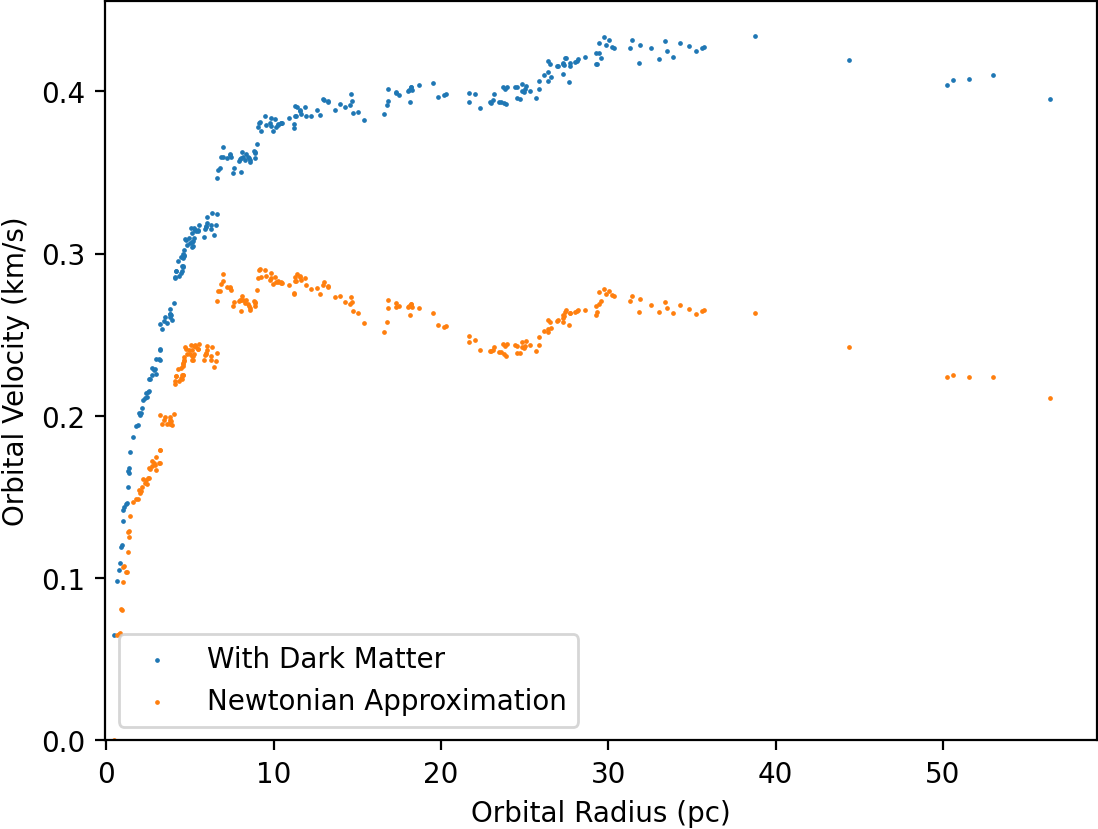 Orbital Velocity (km/s)
0.4
0.3
0.2
0.1
0.0
With Dark Matter
Newtonian Approximation
0 10 20 30 40 50
Orbital Radius (pc)